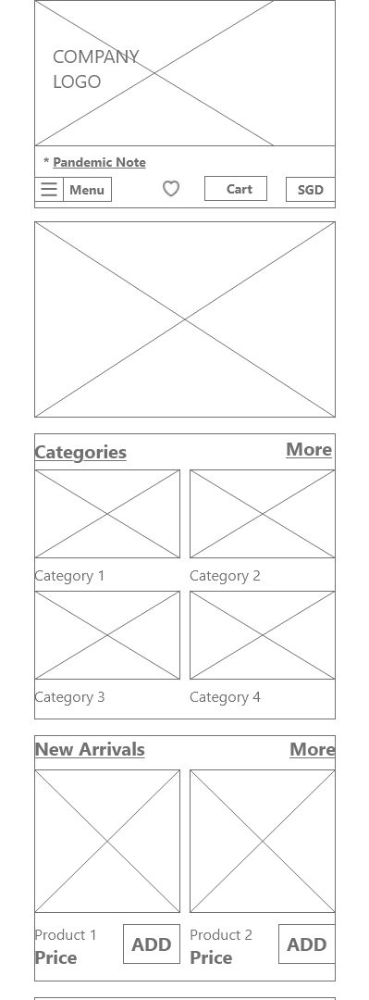 COMPANY
LOGO
* Pandemic Note
Menu
Cart
SGD
Categories
More
Category 1
Category 2
Category 3
Category 4
New Arrivals
More
Product 1
Price
ADD
Product 2
Price
ADD